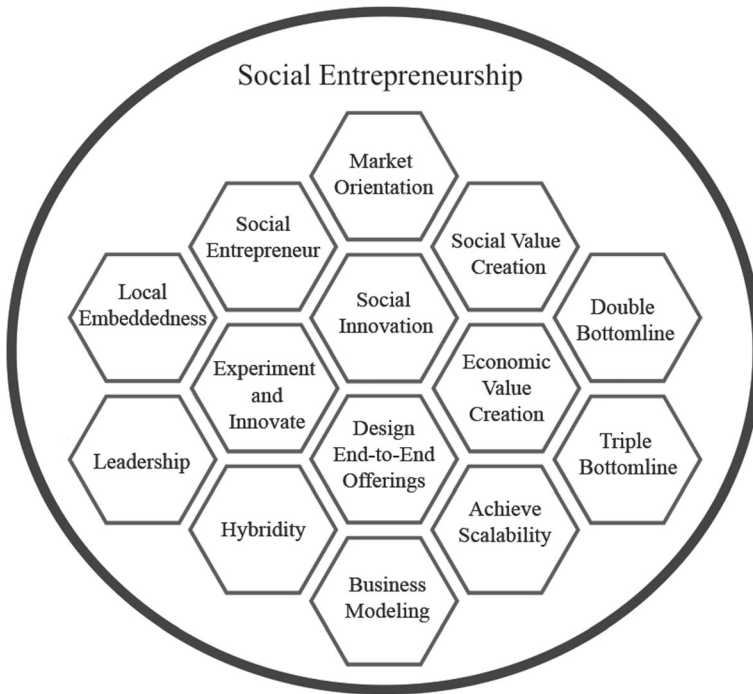 Social Entrepreneurship
Market
Orientation
Social
Entrepreneur
Social Value
Creation
Local
Embeddedness
Social
Innovation
Double
Bottomline
Experiment
and
Innovate
Economic
Value
Creation
Leadership
Design
End-to-End
Offerings
Triple
Bottomline
Hybridity
Achieve
Scalability
Business
Modeling